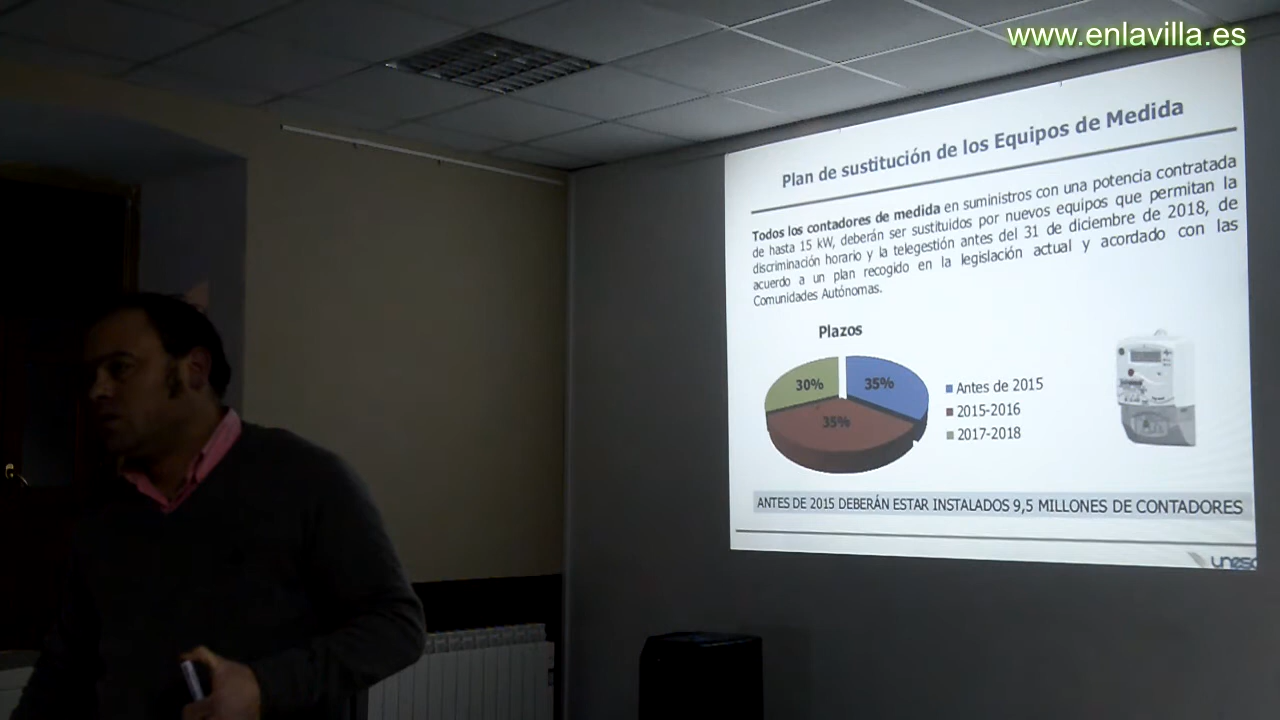 www.enlavilla.es
Plan de sustitución de los Equipos de Medida
Todos los contadores de medida en suministros con una potencia contratada
de hasta 15 kW, deberán ser sustituidos por nuevos equipos que permitan la
discriminación horario y la telegestión antes del 31 de diciembre de 2018, de
acuerdo a un plan recogido en la legislación actual y acordado con las
Comunidades Autónomas.
Plazos
30%
35%
35%
Antes de 2015
2015-2016
2017-2018
ANTES DE 2015 DEBERÁN ESTAR INSTALADOS 9,5 MILLONES DE CONTADORES